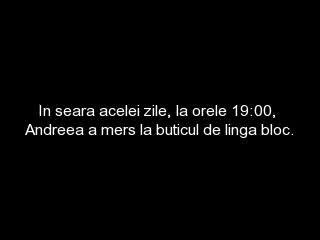 In seara acelei zile, la orele 19:00,
Andreea a mers la buticul de linga bloc.